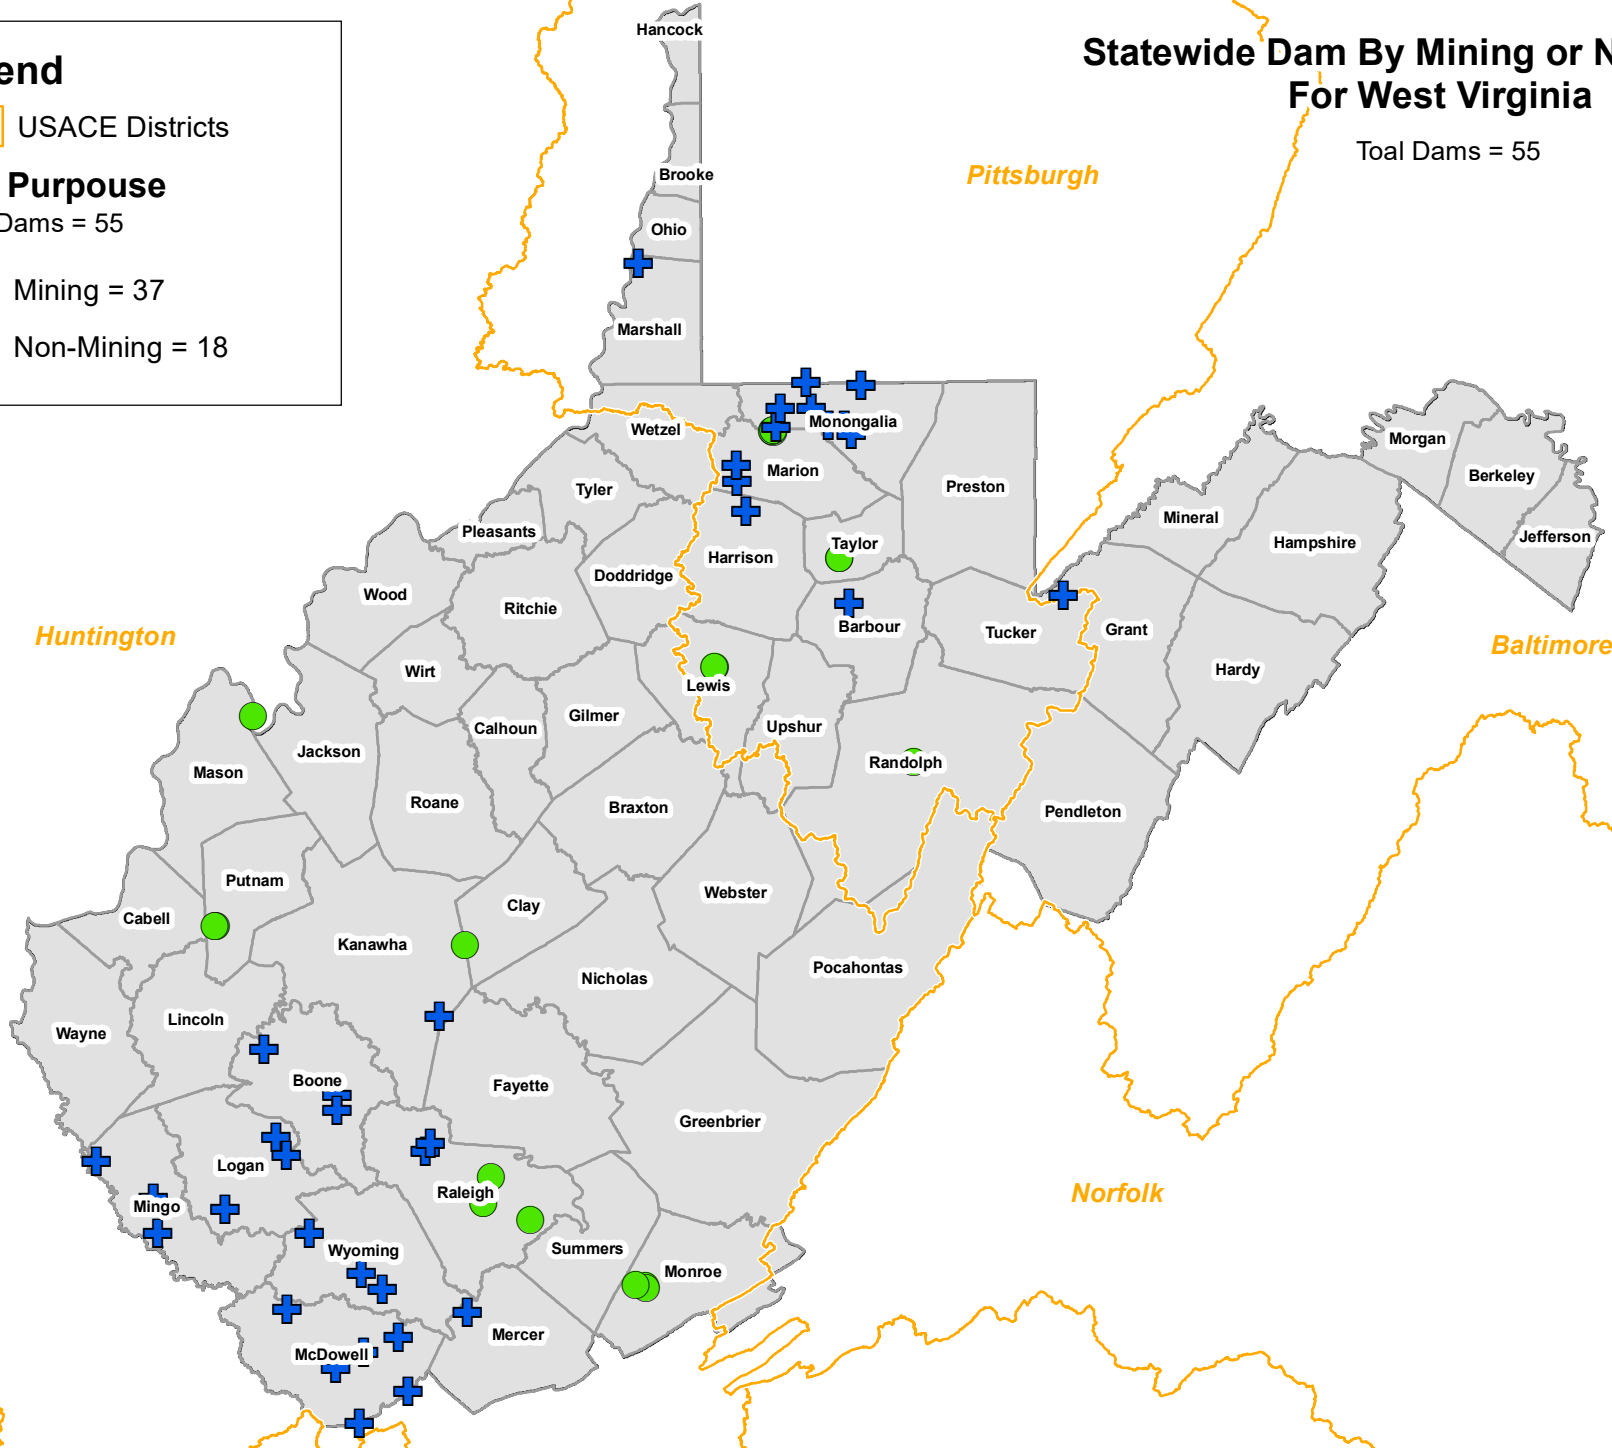 end
USACE Districts
Purpouse
Dams = 55
Mining = 37
Non-Mining = 18
Statewide Dam By Mining or N
For West Virginia
Toal Dams = 55
Pittsburgh
Huntington
Baltimore
Norfolk
Hancock
Brooke
Ohio
Marshall
Wetzel
Monongalia
Marion
Preston
Tyler
Pleasants
Harrison
Taylor
Doddridge
Wood
Ritchie
Barbour
Tucker
Grant
Mineral
Hampshire
Morgan
Berkeley
Jefferson
Hardy
Wirt
Lewis
Calhoun
Gilmer
Upshur
Jackson
Mason
Roane
Braxton
Randolph
Pendleton
Putnam
Cabell
Clay
Webster
Kanawha
Nicholas
Pocahontas
Wayne
Lincoln
Boone
Fayette
Greenbrier
Logan
Mingo
Raleigh
Wyoming
Summers
Monroe
Mercer
McDowell